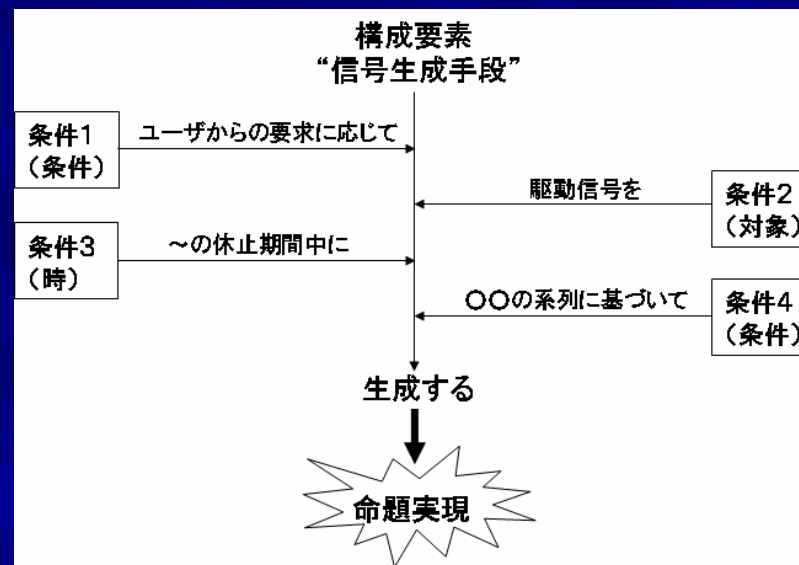 構成要素
“信号生成手段”
条件1
（条件）
ユーザからの要求に応じて
駆動信号を
条件2
（対象）
条件3
（時）
～の休止期間中に
〇〇の系列に基づいて
条件4
（条件）
生成する
命題実現